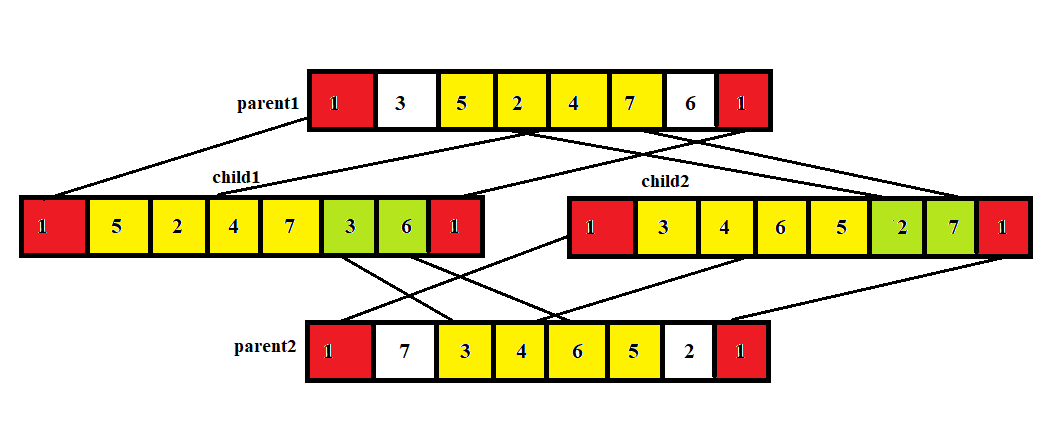 parent1 1 3 5 2 4 7 6 1
child1
child2
1 5 2 4 7 3 6 1
1 3 4 6 5 2 7 1
parent2 1 7 3 4 6 5 2 1